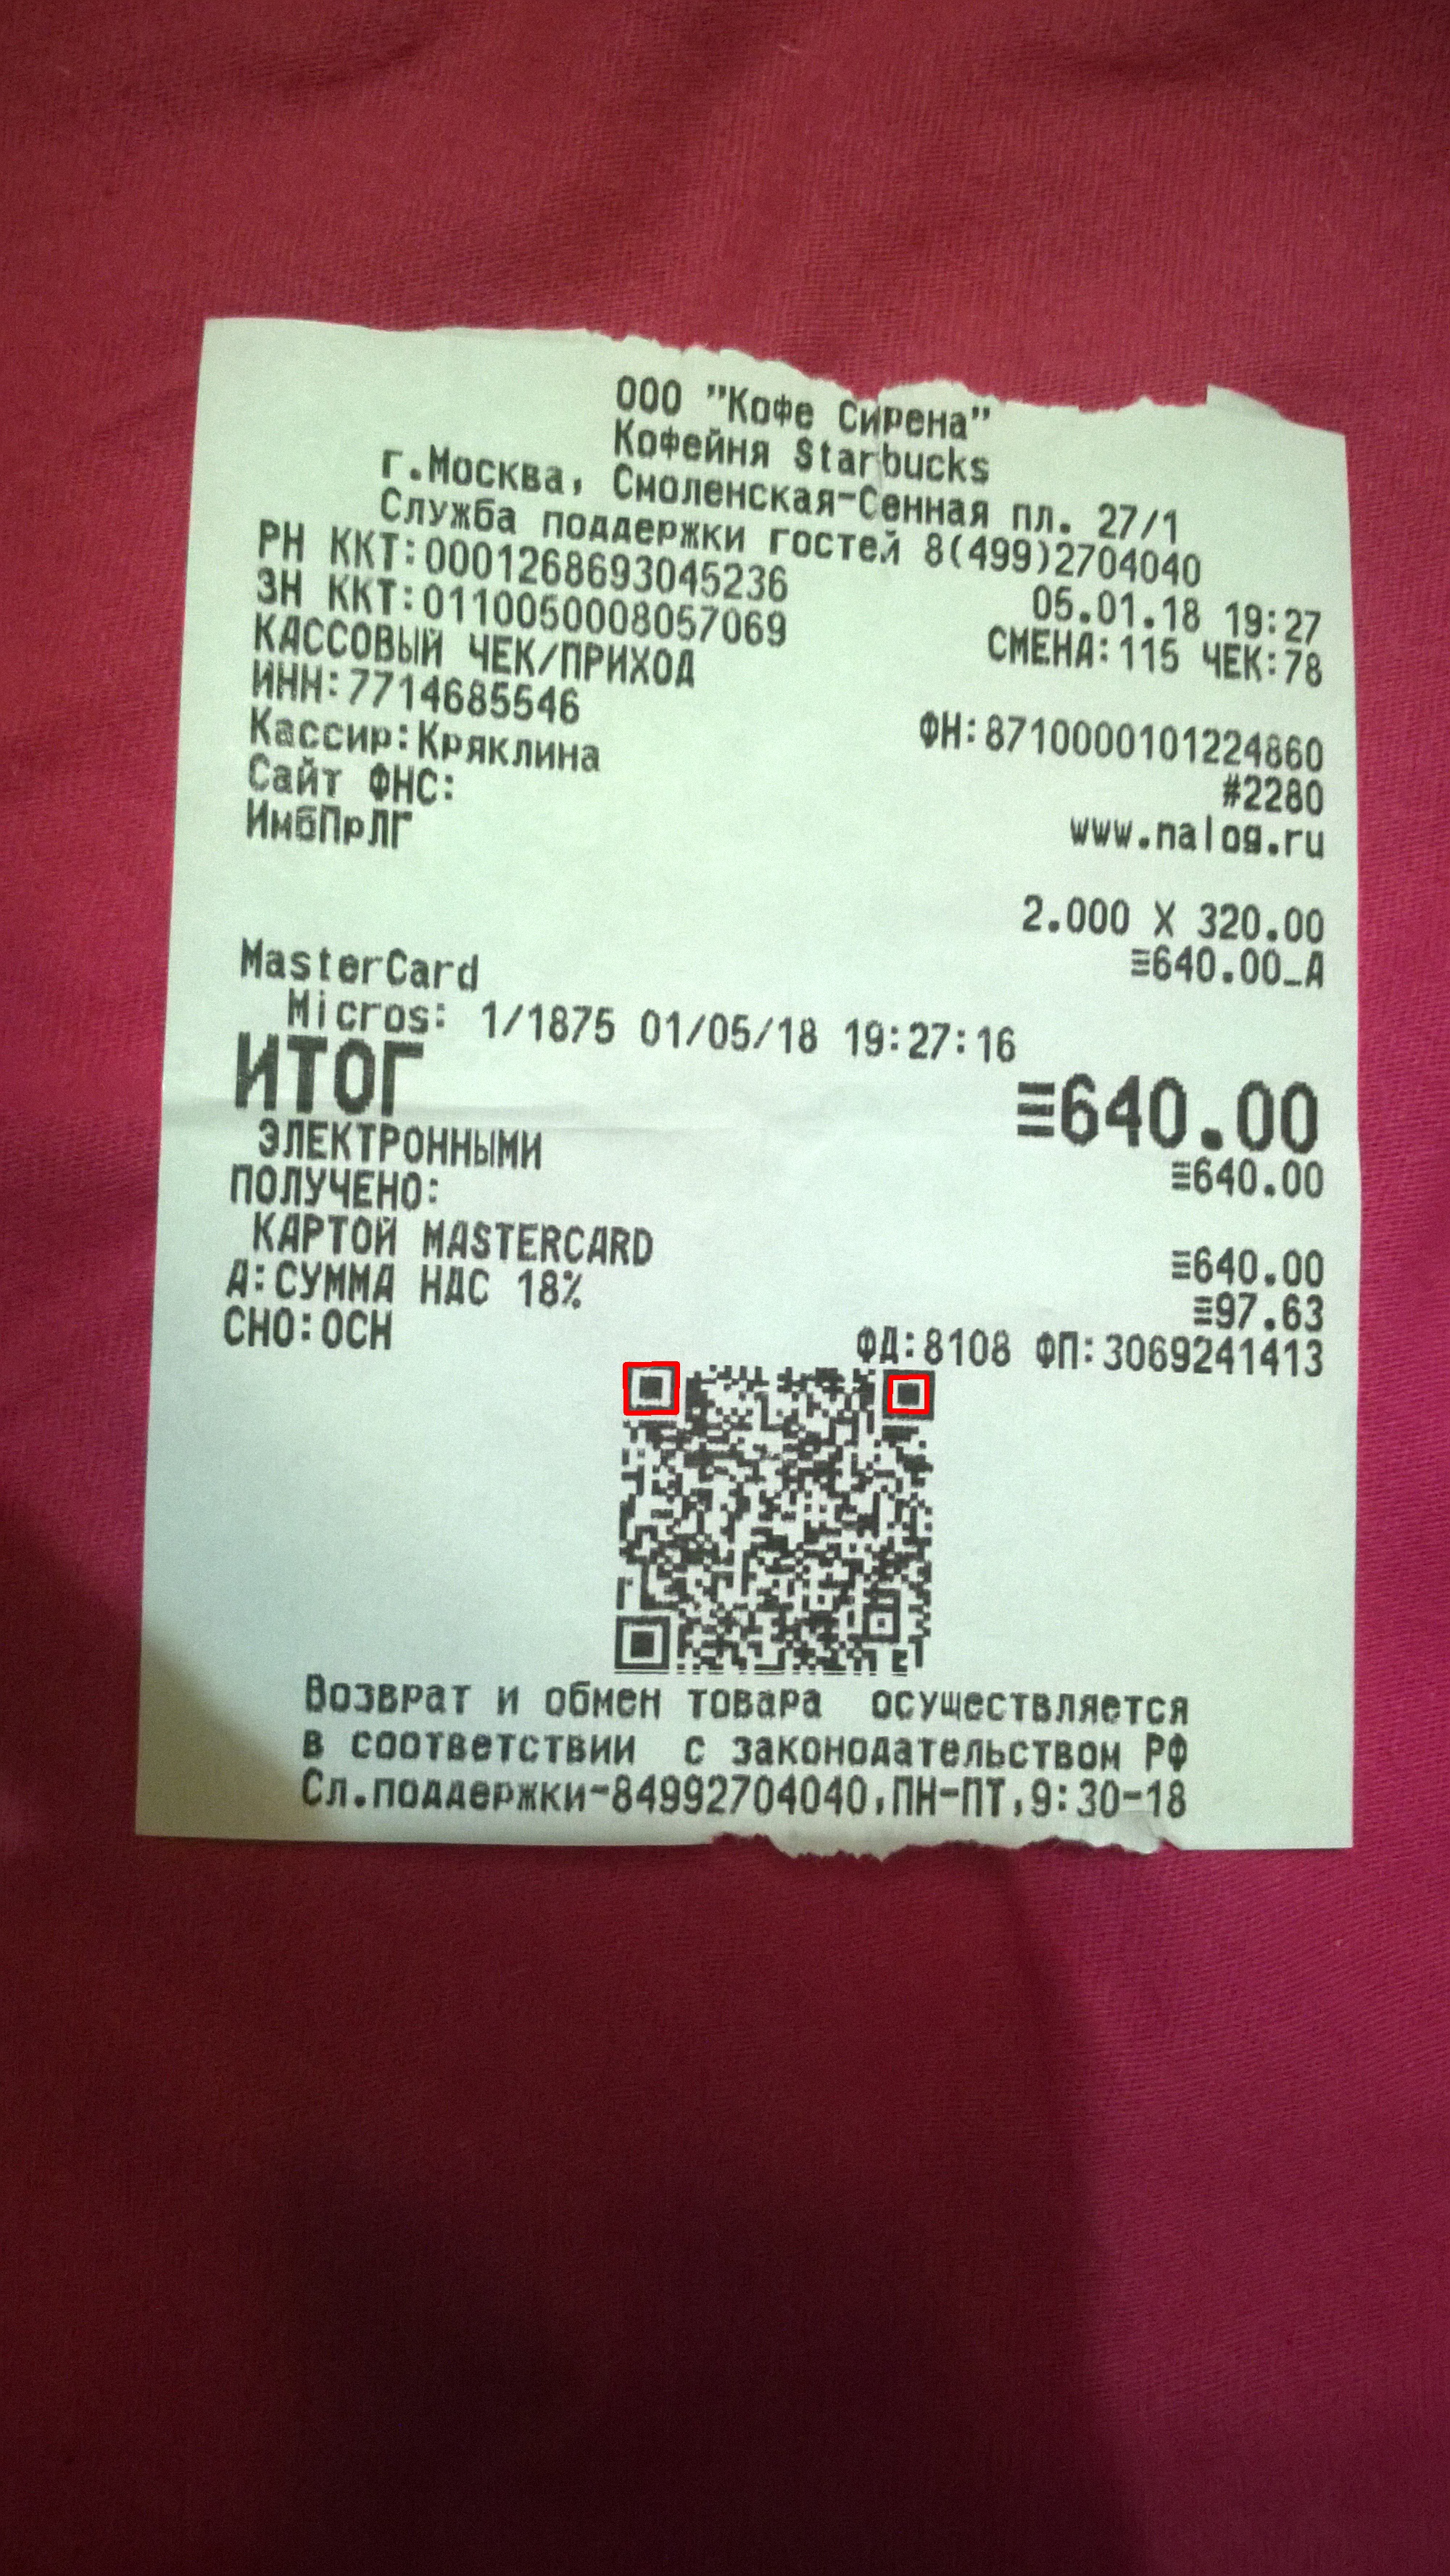 ООО "Кофе Сирена"
Кофейня Starbucks
г.Москва, Смоленская-Сенная пл. 27/1
Служба поддержки гостей 8(499)2704040
РН ККТ:0001268693045236 05.01.18 19:27
ЗН ККТ:0110050008057069 СМЕНА:115 ЧЕК:78
КАССОВЫЙ ЧЕК/ПРИХОД
ИНН:7714685546 ФН:8710000101224860
Кассир:Кряклина #2280
Сайт ФНС: www.nalog.ru
ИмбПрЛГ
2.000 X 320.00
≡640.00_А
MasterCard
Micros: 1/1875 01/05/18 19:27:16
ИТОГ ≡640.00
ЭЛЕКТРОННЫМИ ≡640.00
ПОЛУЧЕНО:
КАРТОЙ MASTERCARD ≡640.00
А:СУММА НДС 18% ≡97.63
СНО:ОСН ФД:8108 ФП:3069241413
Возврат и обмен товара осуществляется
в соответствии с законодательством РФ
Сл.поддержки-84992704040,ПН-ПТ,9:30-18